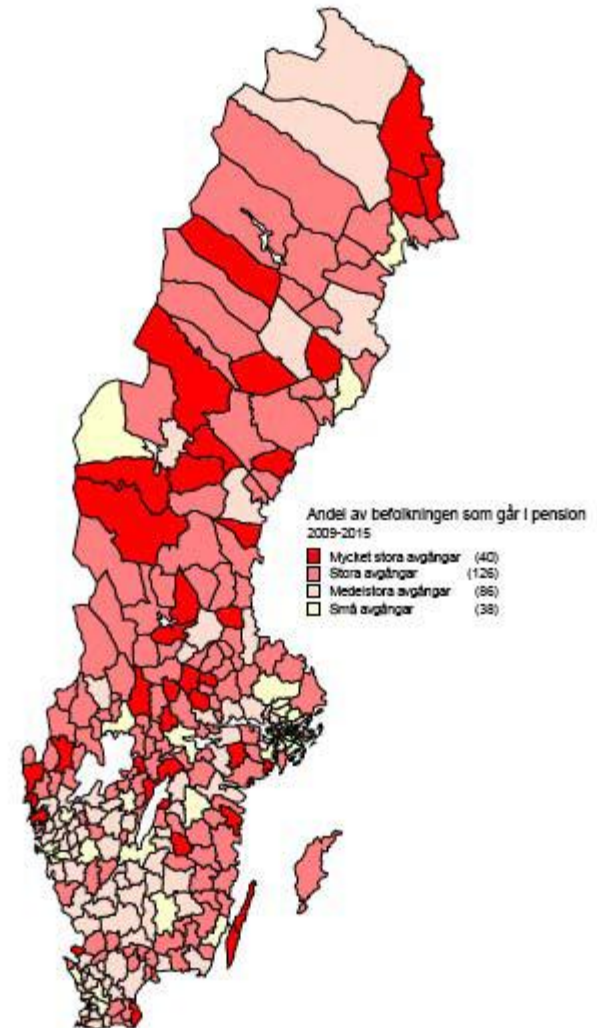 Andel av befolkningen som går i pension
2009-2015
Mycket stora avgångar (40)
Stora avgångar (126)
Medelstora avgångar (86)
Små avgångar (38)